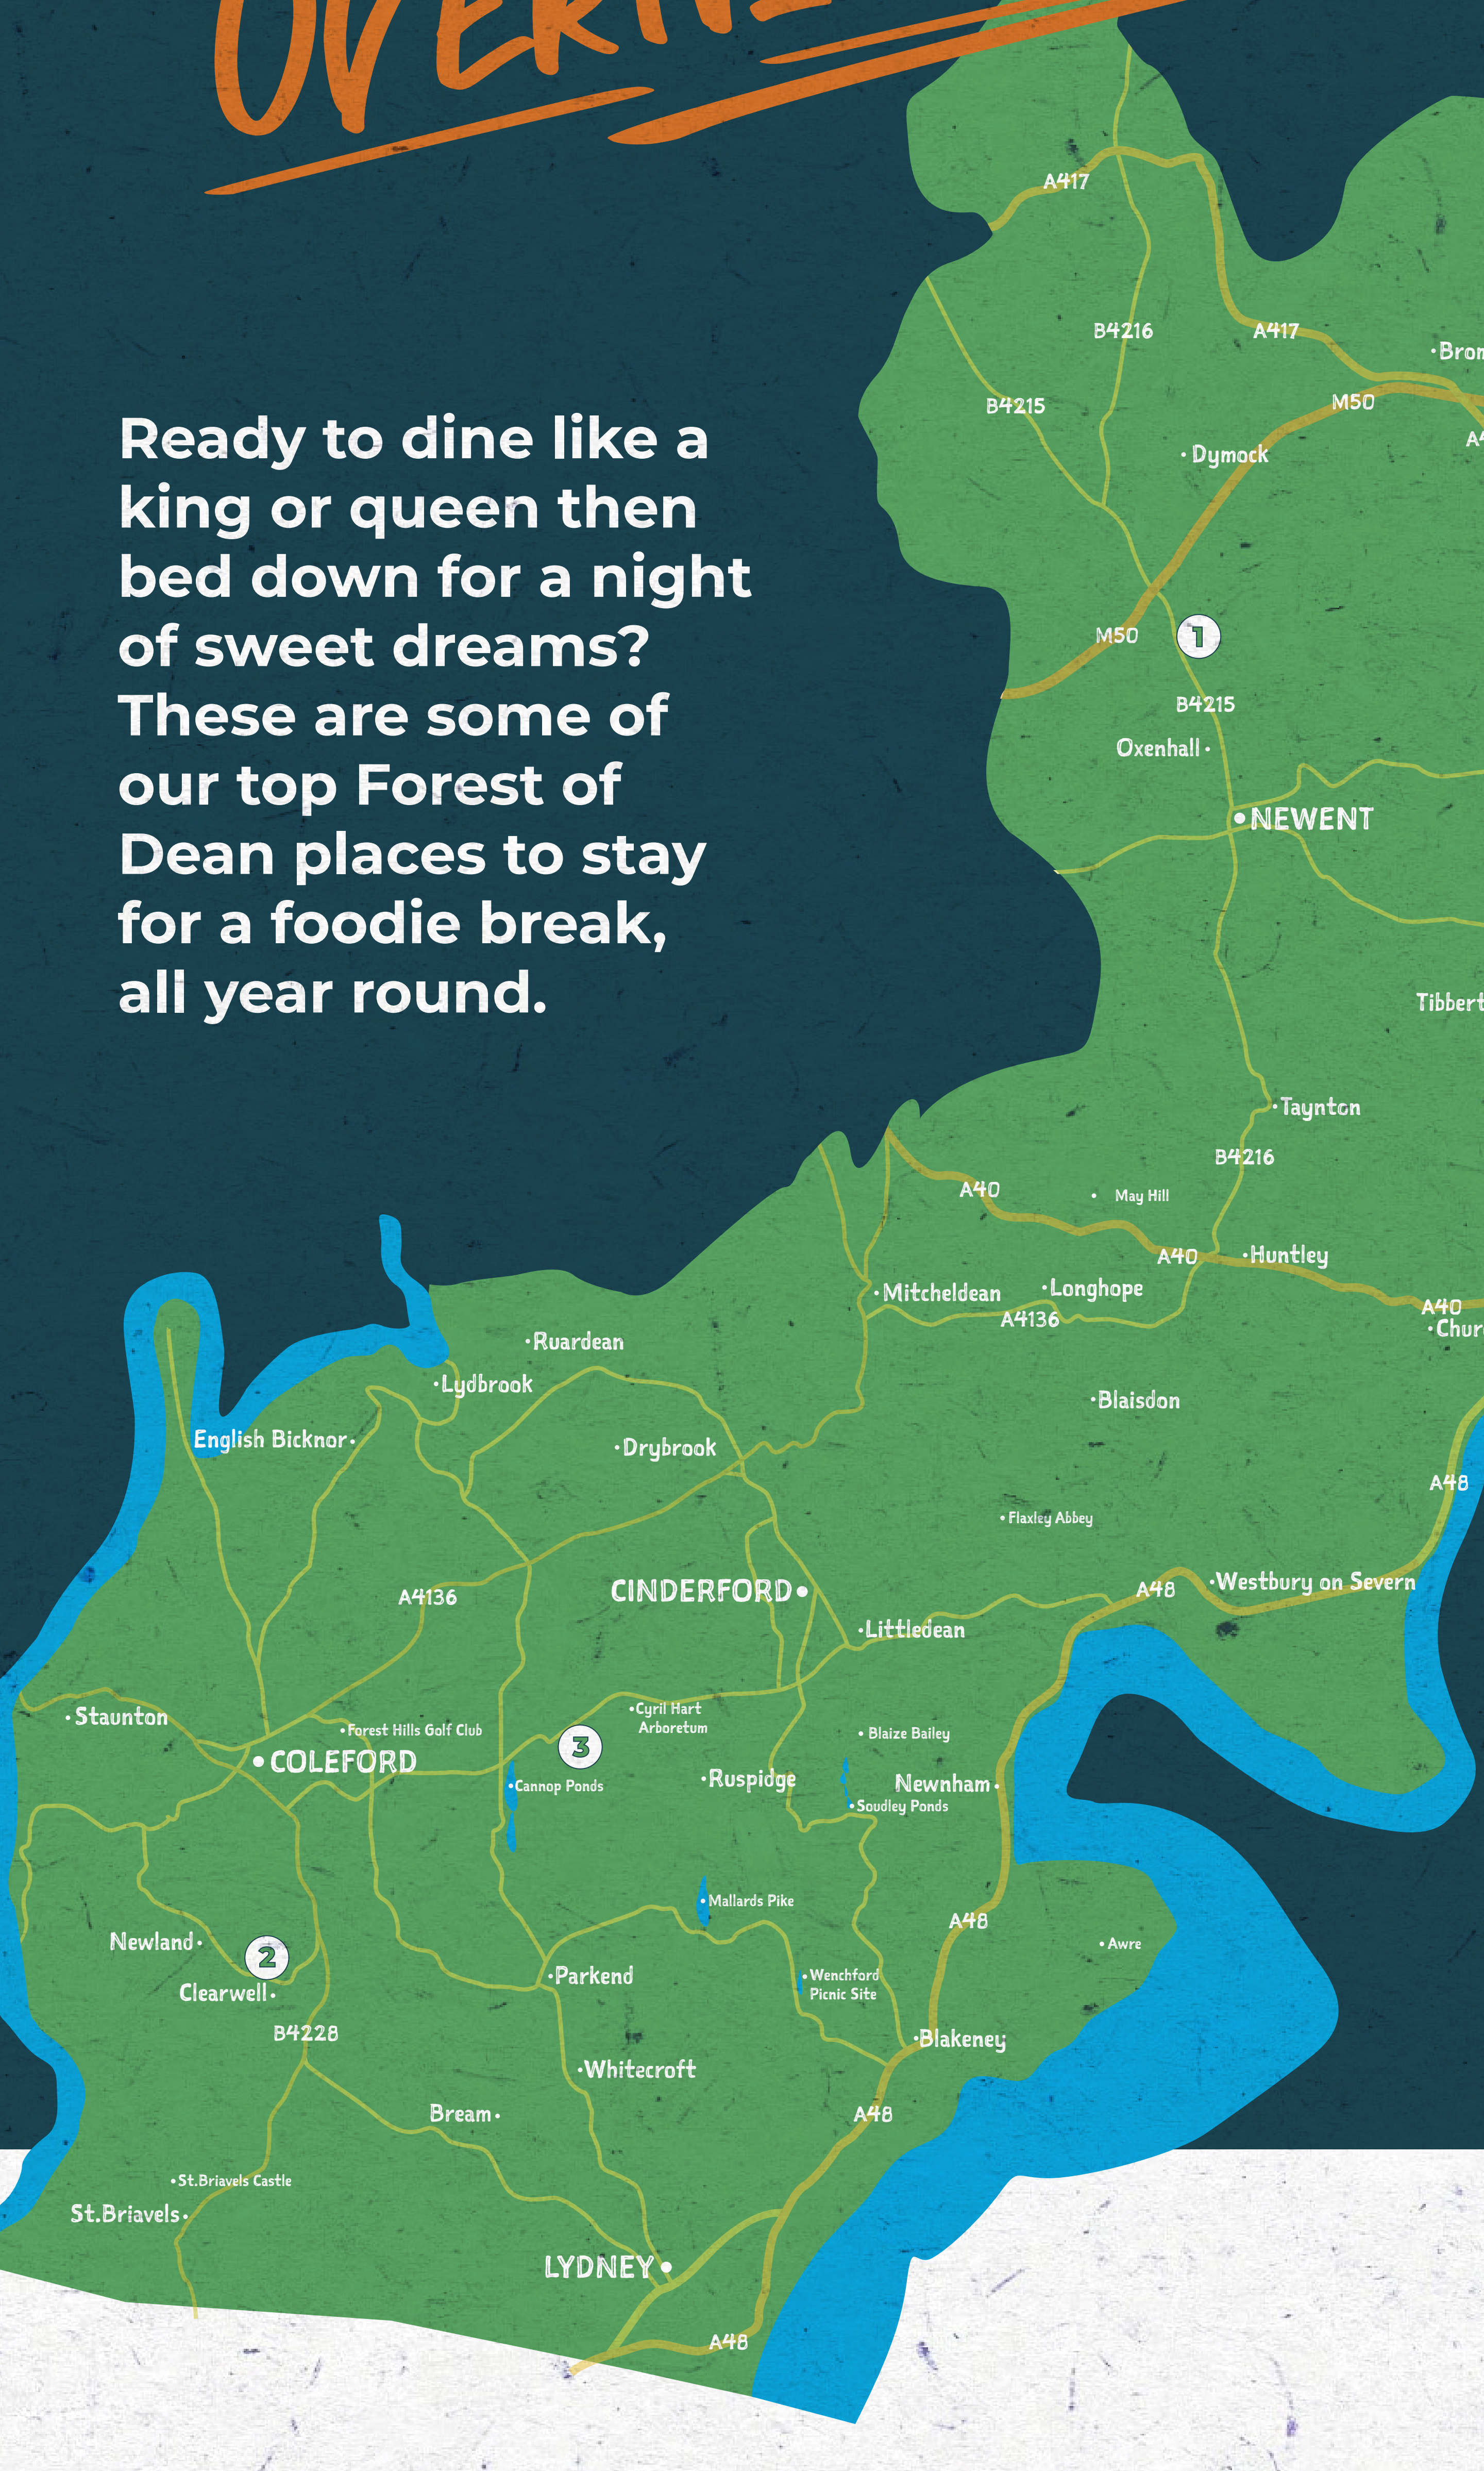 Ready to dine like a
king or queen then
bed down for a night
of sweet dreams?
These are some of
our top Forest of
Dean places to stay
for a foodie break,
all year round.
A417
B4216
A417
B4215
M50
Dymock
M50
1
B4215
Oxenhall
NEWENT
Taynton
B4216
May Hill
A40
A40
Huntley
Mitcheldean
Longhope
A4136
A40
Ruardean
Lydbrook
Blaisdon
English Bicknor
Drybrook
A48
Flaxley Abbey
CINDERFORD
A4136
A48
Westbury on Severn
Littledean
Staunton
Cyril Hart
Arboretum
Forest Hills Golf Club
Blaize Bailey
3
COLEFORD
Cannop Ponds
Ruspidge
Newnham
Soudley Ponds
Mallards Pike
A48
Newland
Awre
2
Clearwell
Parkend
Wenchford
Picnic Site
B4228
Blakeney
Whitecroft
Bream
A48
St.Briavels Castle
St.Briavels
LYDNEY
A48